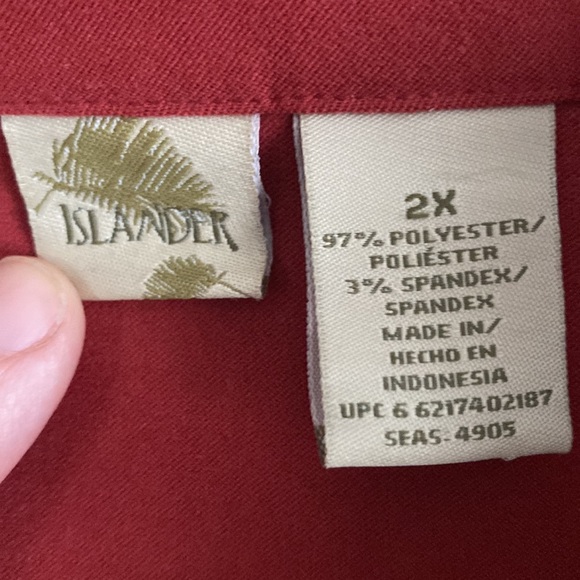 ISLANDER
2X
97% POLYESTER/
POLIÉSTER
3% SPANDEX/
SPANDEX
MADE IN/
HECHO EN
INDONESIA
UPC 6 6217402187
SEAS- 4905